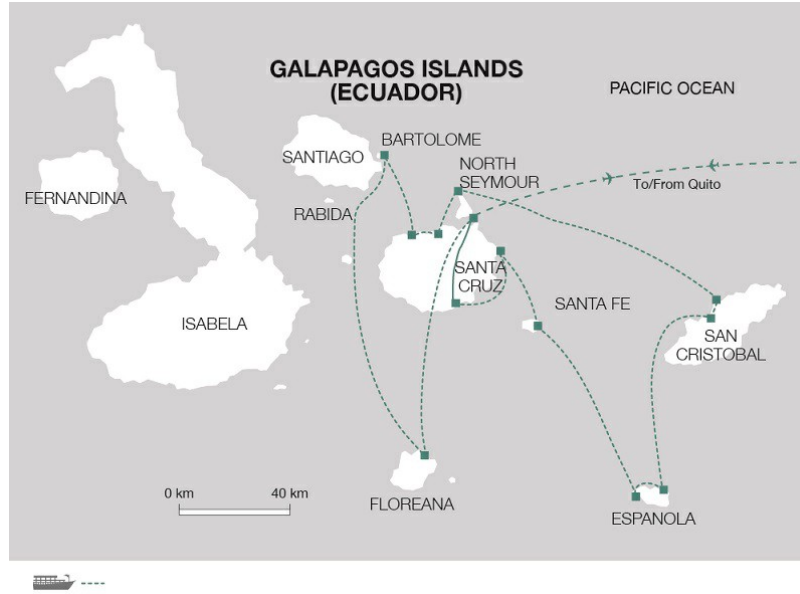 GALAPAGOS ISLANDS
(ECUADOR)
PACIFIC OCEAN
BARTOLOME
SANTIAGO
NORTH
SEYMOUR
To/From Quito
FERNANDINA
RABIDA
SANTA
CRUZ
SANTA FE
ISABELA
SAN
CRISTOBAL
0 km
40 km
FLOREANA
ESPANOLA